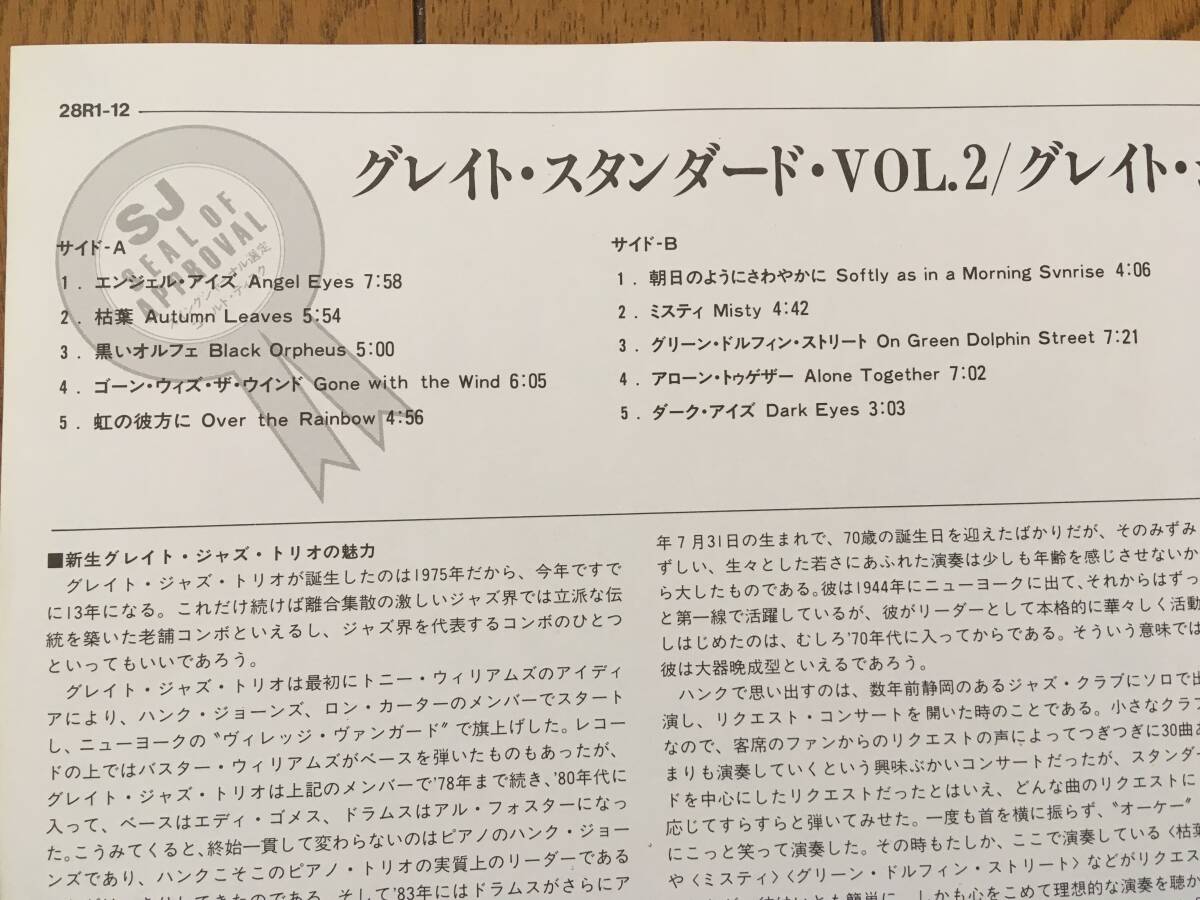 28R1-12
グレイト・スタンダード・VOL.2/グレイト・
SJ
SEAL OF
APPROVAL
サイド-A
1. エンジェル・アイズ Angel Eyes 7:58
2. 枯葉 Autumn Leaves 5:54
3. 黒いオルフェ Black Orpheus 5:00
4. ゴーン・ウィズ・ザ・ウインド Gone with the Wind 6:05
5. 虹の彼方に Over the Rainbow 4:56
サイド-B
1. 朝日のようにさわやかに Softly as in a Morning Svnrise 4:06
2. ミスティ Misty 4:42
3. グリーン・ドルフィン・ストリート On Green Dolphin Street 7:21
4. アローン・トゥゲザー Alone Together 7:02
5. ダーク・アイズ Dark Eyes 3:03
■新生グレイト・ジャズ・トリオの魅力
グレイト・ジャズ・トリオが誕生したのは1975年だから、今年ですで
に13年になる。これだけ続けば離合集散の激しいジャズ界では立派な伝
統を築いた老舗コンボといえるし、ジャズ界を代表するコンボのひとつ
といってもいいであろう。
グレイト・ジャズ・トリオは最初にトニー・ウィリアムズのアイディ
アにより、ハンク・ジョーンズ、ロン・カーターのメンバーでスタート
し、ニューヨークの〝ヴィレッジ・ヴァンガード〟で旗上げした。レコー
ドの上ではバスター・ウィリアムズがベースを弾いたものもあったが、
グレイト・ジャズ・トリオは上記のメンバーで'78年まで続き、'80年代に
入って、ベースはエディ・ゴメス、ドラムスはアル・フォスターになっ
た。こうみてくると、終始一貫して変わらないのはピアノのハンク・ジョー
ンズであり、ハンクこそこのピアノ・トリオの実質上のリーダーである
そして'83年にはドラムスがさらにア
年7月31日の生まれで、70歳の誕生日を迎えたばかりだが、そのみずみ
ずしい、生々とした若さにあふれた演奏は少しも年齢を感じさせないか
ら大したものである。彼は1944年にニューヨークに出て、それからはずっ
と第一線で活躍しているが、彼がリーダーとして本格的に華々しく活動
しはじめたのは、むしろ'70年代に入ってからである。そういう意味では
彼は大器晩成型といえるであろう。
ハンクで思い出すのは、数年前静岡のあるジャズ・クラブにソロで出
演し、リクエスト・コンサートを開いた時のことである。小さなクラブ
なので、客席のファンからのリクエストの声によってつぎつぎに30曲あ
まりも演奏していくという興味ぶかいコンサートだったが、スタンダー
ドを中心にしたリクエストだったとはいえ、どんな曲のリクエストに
応じてすらすらと弾いてみせた。一度も首を横に振らず、〝オーケー〟
にこっと笑って演奏した。その時もたしか、ここで演奏している〈枯葉
や〈ミスティ〉〈グリーン・ドルフィン・ストリート〉などがリクエス
しかも心をこめて理想的な演奏を聴か